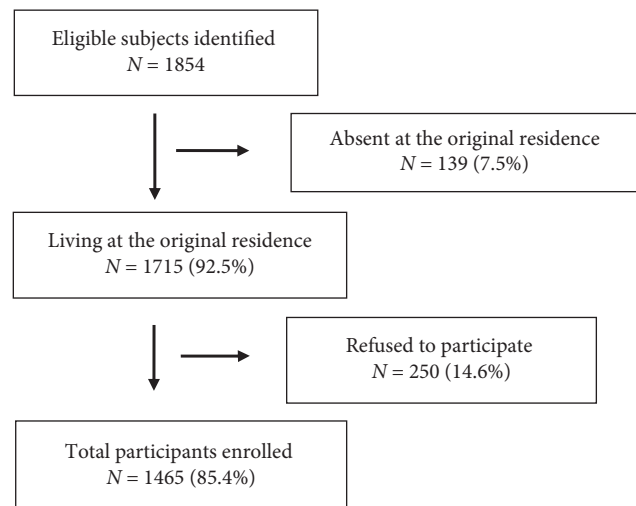 Eligible subjects identified
N = 1854
Absent at the original residence
N = 139 (7.5%)
Living at the original residence
N = 1715 (92.5%)
Refused to participate
N = 250 (14.6%)
Total participants enrolled
N = 1465 (85.4%)